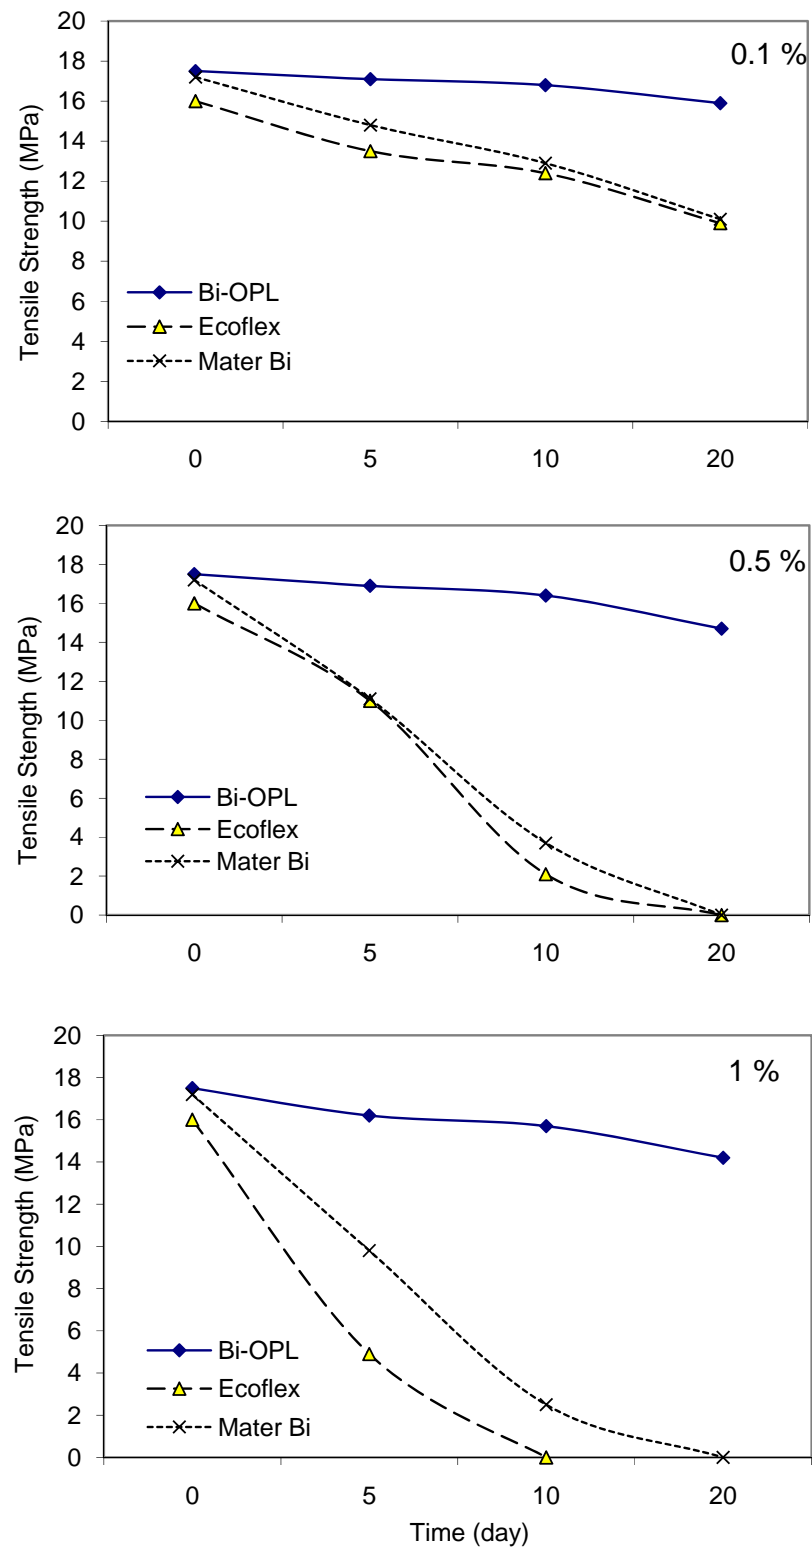 0.1 %
Tensile Strength (MPa)
20
18
16
14
12
10
8
6
4
2
0
Bi-OPL
Ecoflex
Mater Bi
0 5 10 20
0.5 %
Tensile Stength (MPa)
20
18
16
14
12
10
8
6
4
2
0
Bi-OPL
Ecoflex
Mater Bi
0 5 10 20
1 %
Tensile Strength (MPa)
20
18
16
14
12
10
8
6
4
2
0
Bi-OPL
Ecoflex
Mater Bi
0 5 10 20
Time (day)